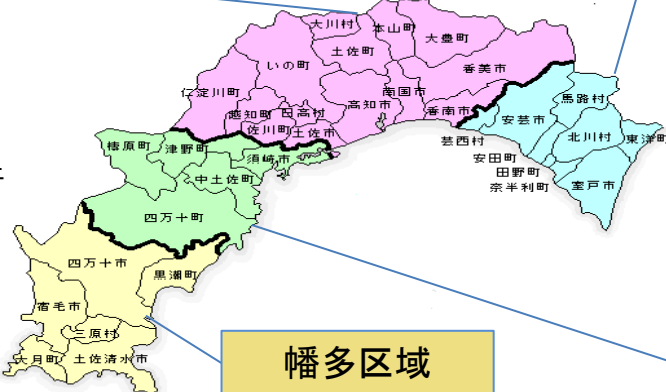 大川村
本山町
大豊町
土佐町
いの町
香美市
仁淀川町
南国市
高知市
越知町
日高村
香南市
佐川町
土佐市
馬路村
安芸市
北川村
東洋町
芸西村
安田町
田野町
奈半利町
室戸市
梼原町
津野町
須崎市
中土佐町
四万十町
四万十市
黒潮町
宿毛市
三原村
大月町
土佐清水市
幡多区域